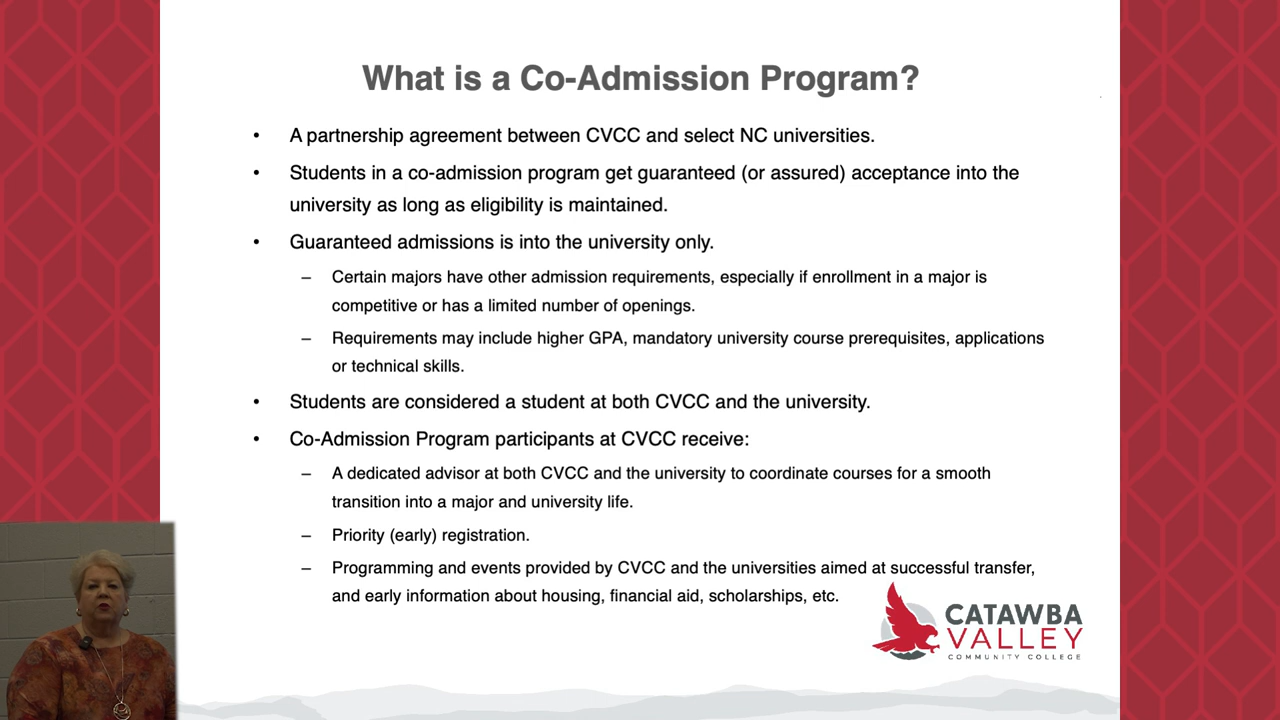 What is a Co-Admission Program?
• A partnership agreement between CVCC and select NC universities.
• Students in a co-admission program get guaranteed (or assured) acceptance into the
university as long as eligibility is maintained.
• Guaranteed admissions is into the university only.
– Certain majors have other admission requirements, especially if enrollment in a major is
competitive or has a limited number of openings.
– Requirements may include higher GPA, mandatory university course prerequisites, applications
or technical skills.
• Students are considered a student at both CVCC and the university.
• Co-Admission Program participants at CVCC receive:
– A dedicated advisor at both CVCC and the university to coordinate courses for a smooth
transition into a major and university life.
– Priority (early) registration.
– Programming and events provided by CVCC and the universities aimed at successful transfer,
and early information about housing, financial aid, scholarships, etc.
CATAWBA
VALLEY
COMMUNITY COLLEGE